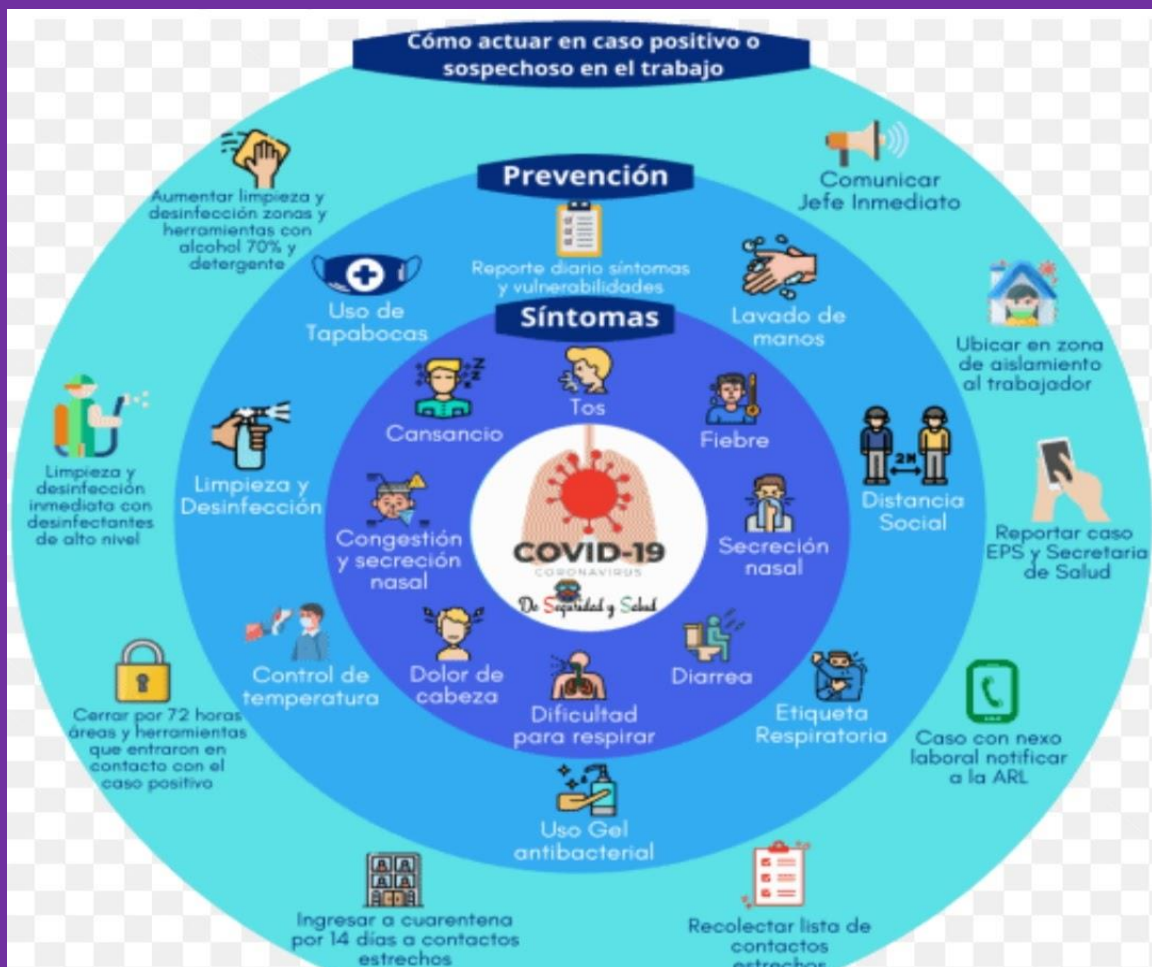 Cómo actuar en caso positivo o
sospechoso en el trabajo
Comunicar
Jefe Inmediato
Ubicar en zona
de aislamiento
al trabajador
Reportar caso
EPS y Secretaria
de Salud
Caso con nexo
laboral notificar
a la ARL
Recolectar lista de
contactos
estrechos
Ingresar a cuarentena
por 14 días a contactos
estrechos
Cerrar por 72 horas
áreas y herramientas
que entraron en
contacto con el
caso positivo
Limpieza y
desinfección
inmediata con
desinfectantes
de alto nivel
Aumentar limpieza y
desinfección zonas y
herramientas con
alcohol 70% y
detergente
Prevención
Reporte diario síntomas
y vulnerabilidades
Lavado de
manos
2M
Distancia
Social
Etiqueta
Respiratoria
Uso Gel
antibacterial
Control de
temperatura
Limpieza y
Desinfección
Uso de
Tapabocas
Síntomas
Tos
Fiebre
Secreción
nasal
Diarrea
Dificultad
para respirar
Dolor de
cabeza
Congestión
y secreción
nasal
Cansancio
zzz
COVID-19
CORONAVIRUS
De Seguridad y Salud